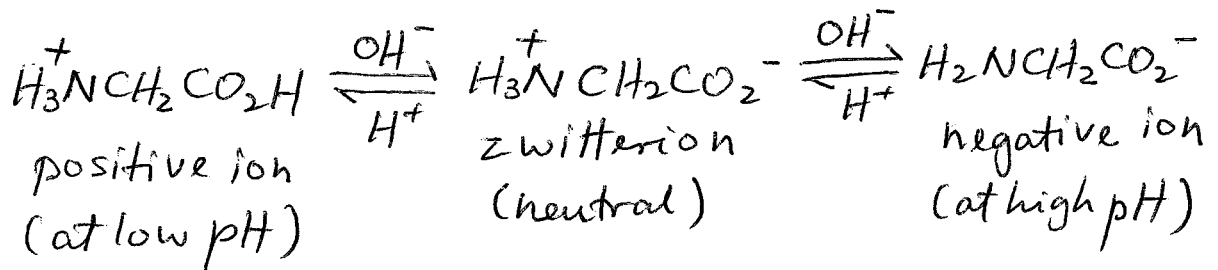 H₃N⁺CH₂CO₂H ⇌ H₃N⁺CH₂CO₂⁻ ⇌ H₂NCH₂CO₂⁻
OH⁻ OH⁻
H⁺ H⁺
positive ion zwitterion negative ion
(at low pH) (neutral) (at high pH)